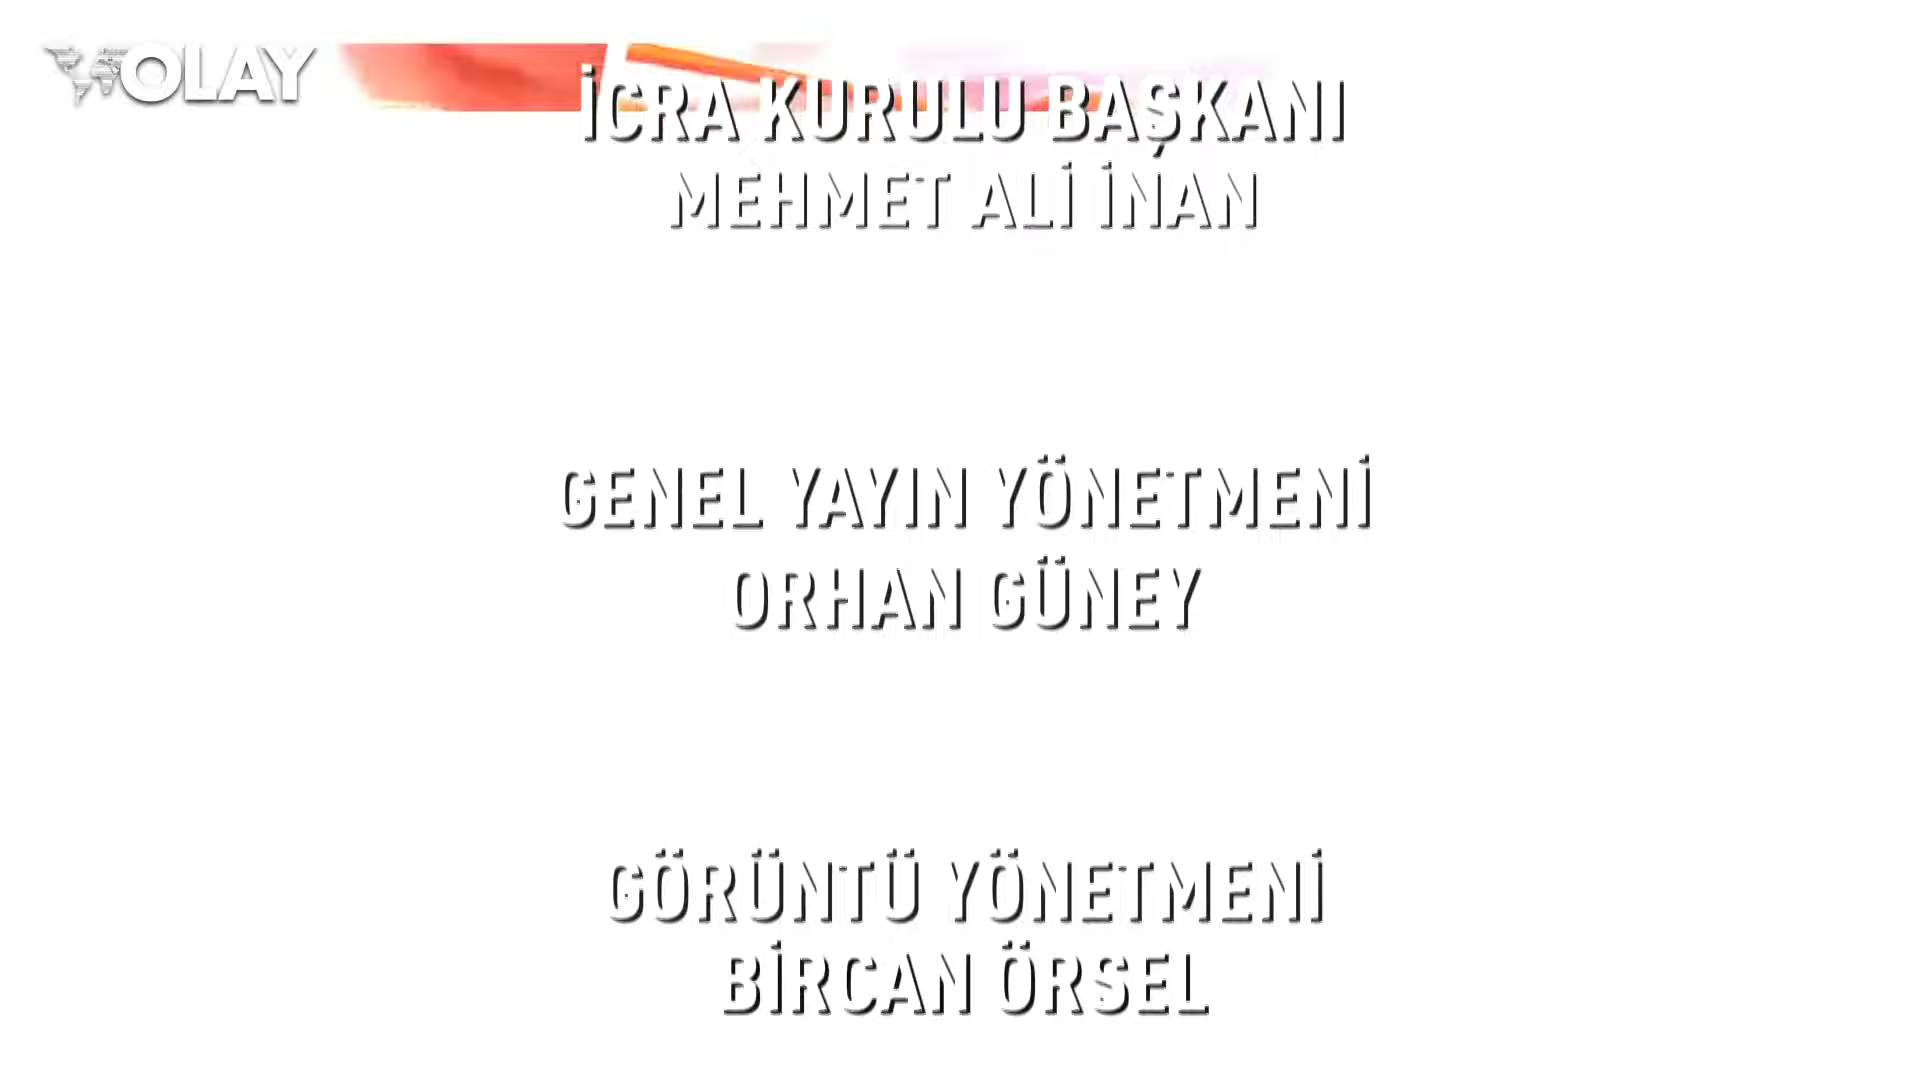 OLAY
İCRA KURULU BAŞKANI
MEHMET ALİ İNAN
GENEL YAYIN YÖNETMENİ
ORHAN GÜNEY
GÖRÜNTÜ YÖNETMENİ
BİRCAN ÖRSEL